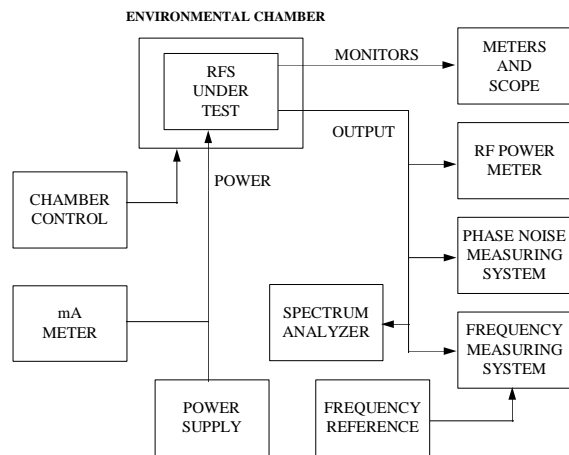 ENVIRONMENTAL CHAMBER
RFS
UNDER
TEST
MONITORS
METERS
AND
SCOPE
OUTPUT
RF POWER
METER
POWER
CHAMBER
CONTROL
PHASE NOISE
MEASURING
SYSTEM
mA
METER
SPECTRUM
ANALYZER
FREQUENCY
MEASURING
SYSTEM
POWER
SUPPLY
FREQUENCY
REFERENCE